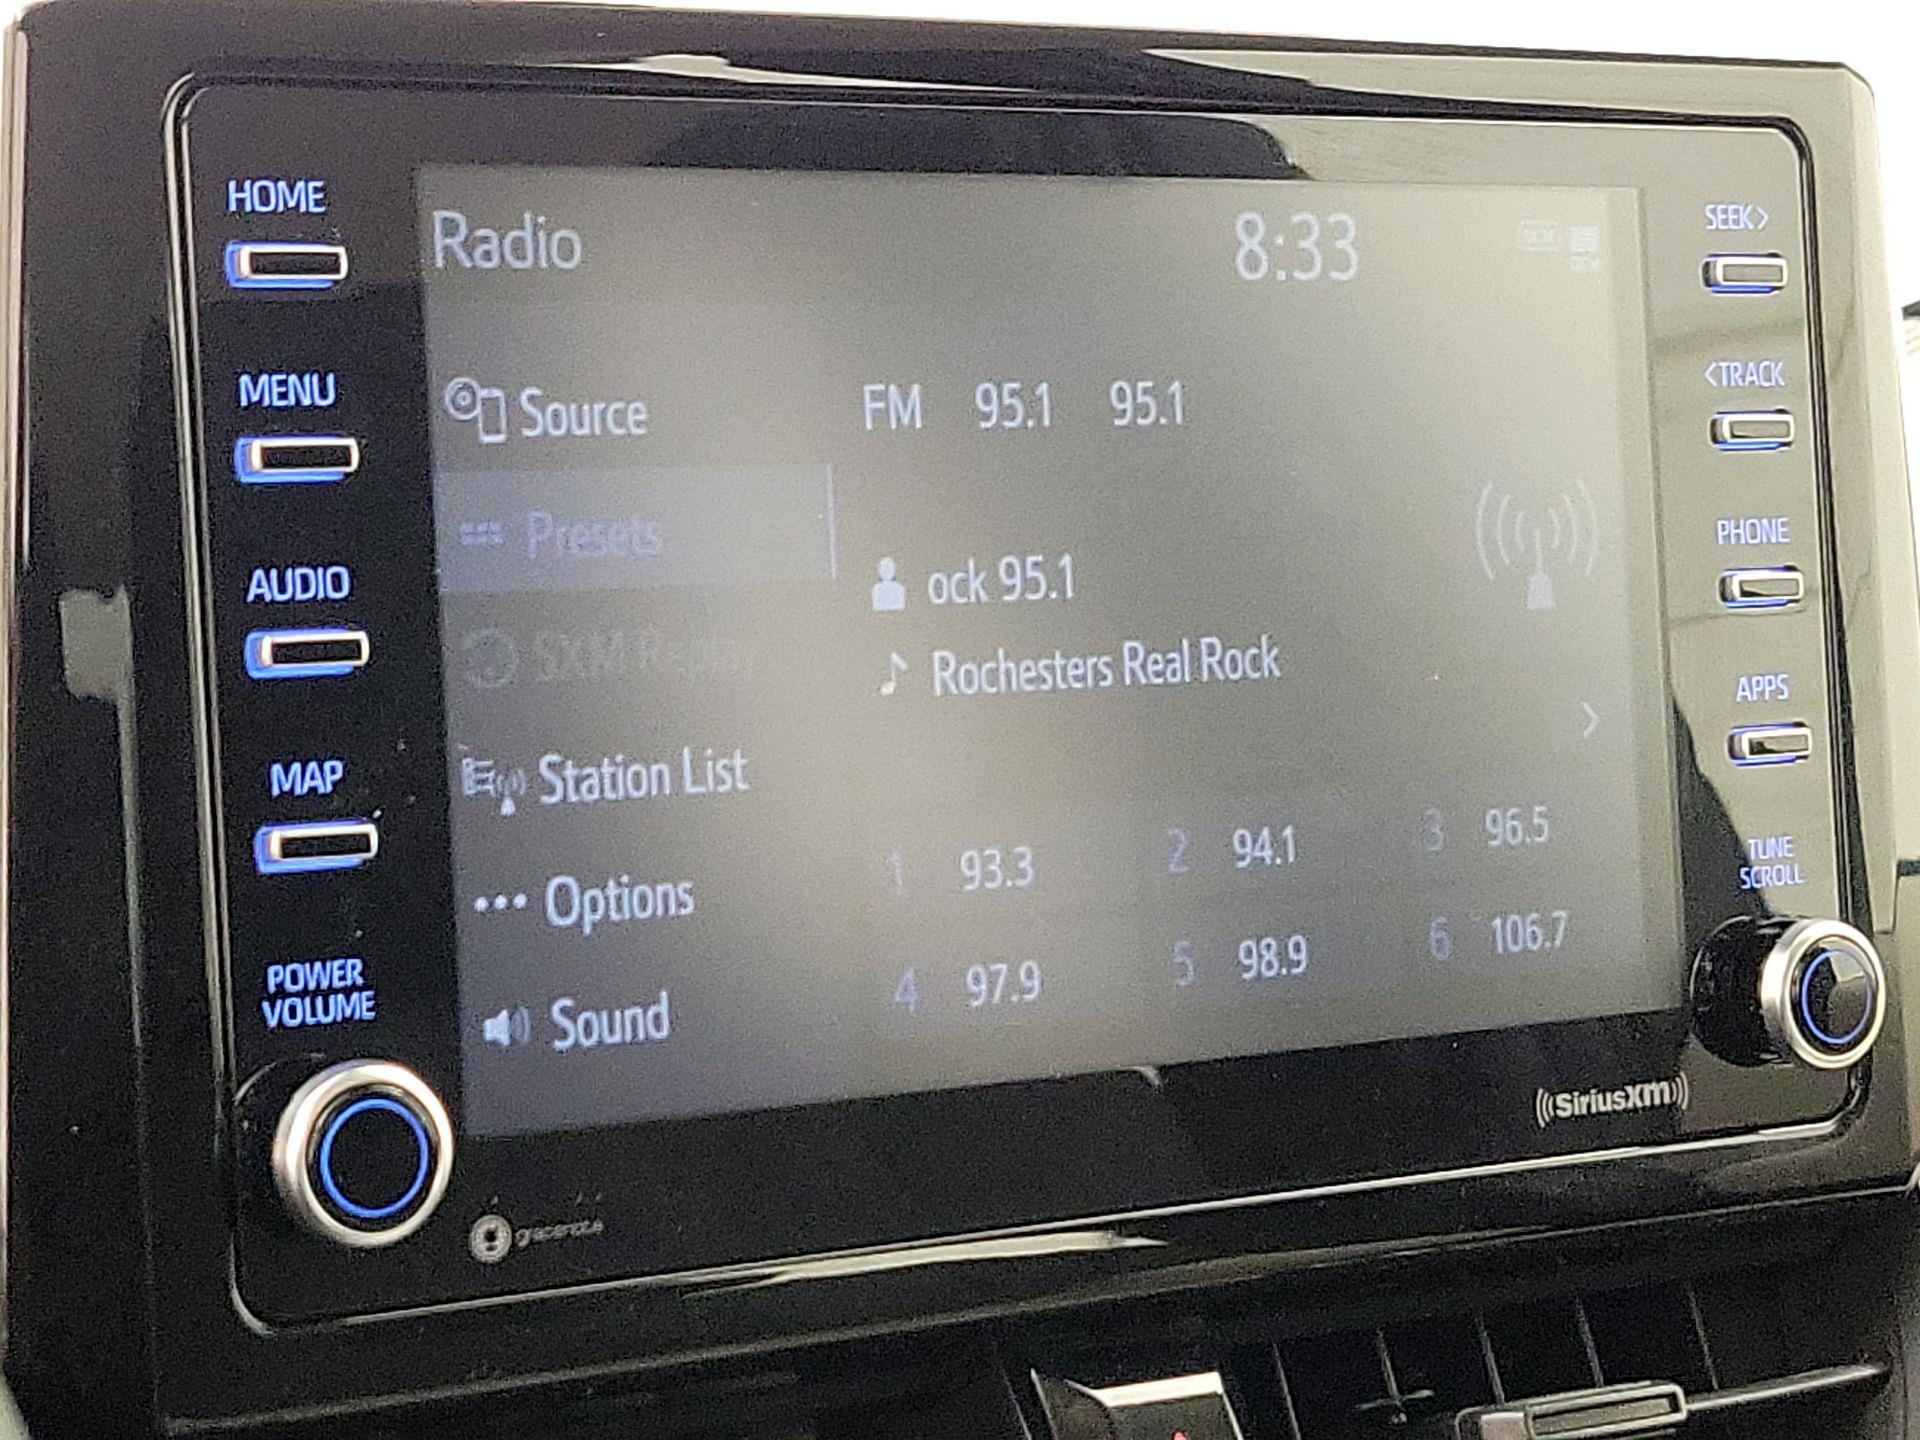 HOME
MENU
AUDIO
MAP
POWER
VOLUME
Radio
8:33
Source
FM 95.1 95.1
Presets
ock 95.1
SXM
Rochesters Real Rock
Station List
Options
Sound
1 93.3
2 94.1
3 96.5
4 97.9
5 98.9
6 106.7
SEEK>
<TRACK
PHONE
APPS
TUNE
SCROLL
SiriusXM
gracenote